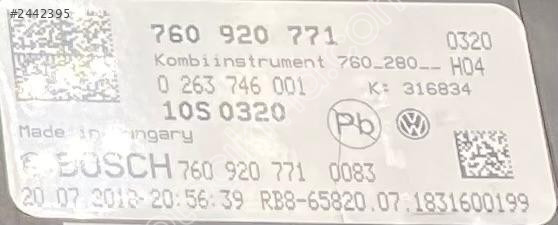 #2442395
760 920 771 0320
Kombiinstrument 760_280__ H04
0 263 746 001 K: 316834
10S 0320
Pb
Made in Hungary
BOSCH 760 920 771 0083
20.07.2018-20:56:39 RB8-65820.07.1831600199